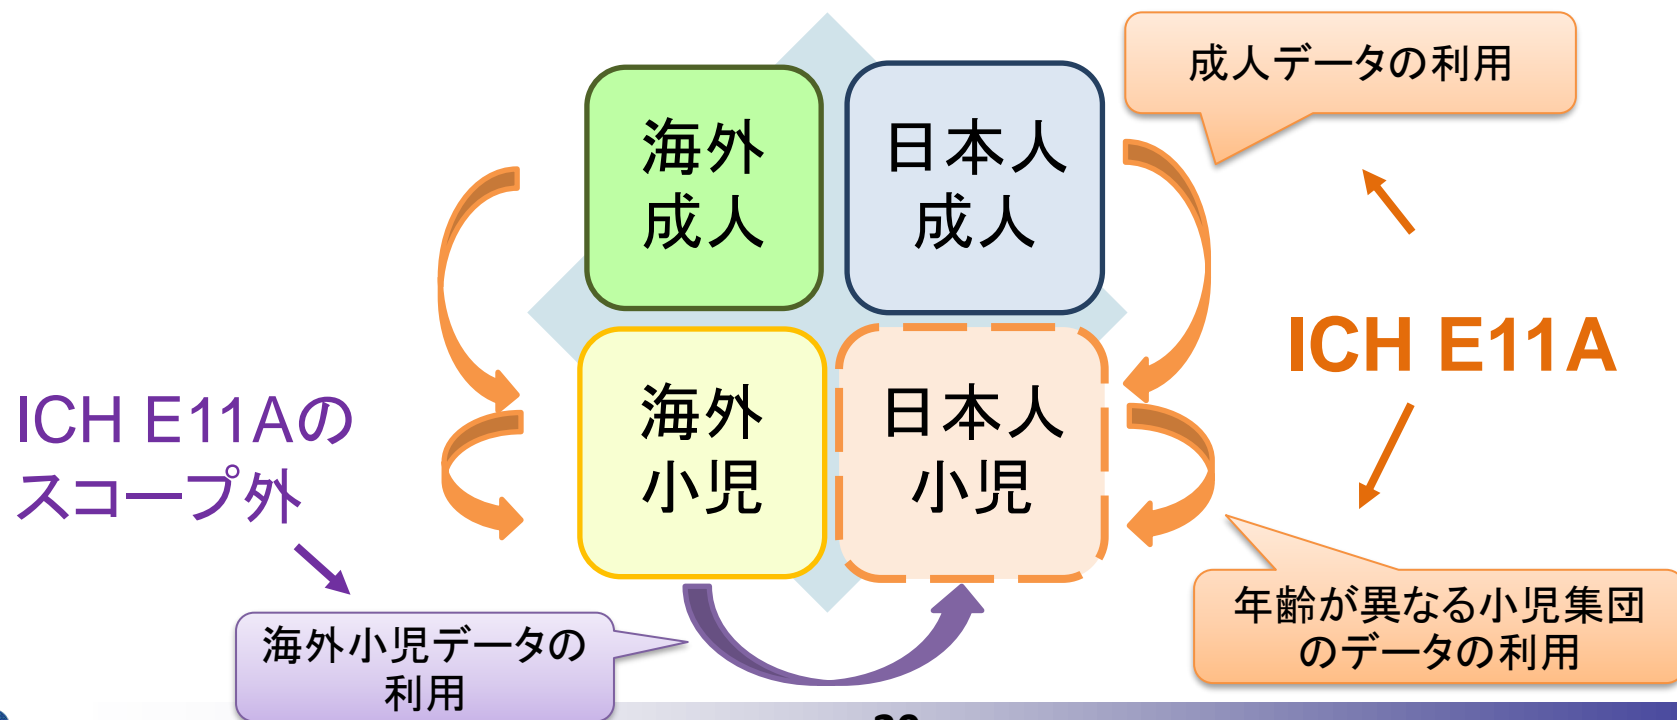 成人データの利用
海外
成人
日本人
成人
ICH E11A
海外
小児
日本人
小児
ICH E11Aの
スコープ外
年齢が異なる小児集団
のデータの利用
海外小児データの
利用